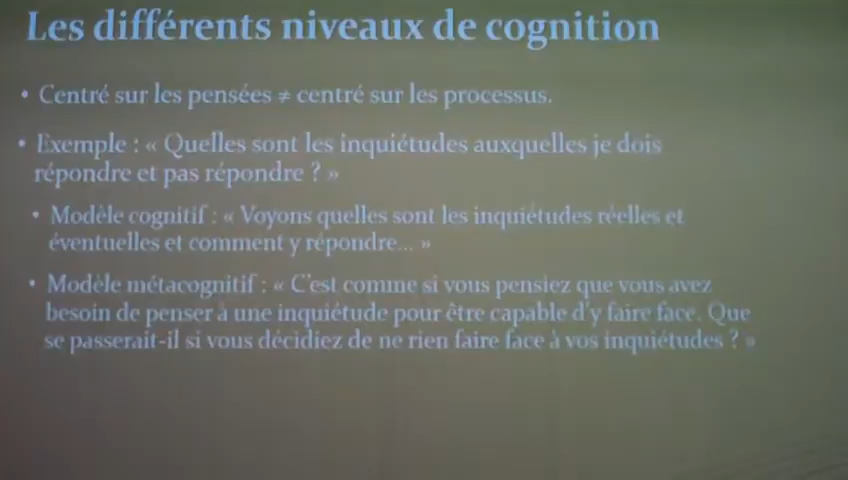 Les différents niveaux de cognition
• Centré sur les pensées ≠ centré sur les processus.
• Exemple : « Quelles sont les inquiétudes auxquelles je dois
répondre et pas répondre ? »
• Modèle cognitif : « Voyons quelles sont les inquiétudes réelles et
éventuelles et comment y répondre... »
• Modèle métacognitif : « C'est comme si vous pensiez que vous avez
besoin de penser à une inquiétude pour être capable d'y faire face. Que
se passerait-il si vous décidiez de ne rien faire face à vos inquiétudes ? »